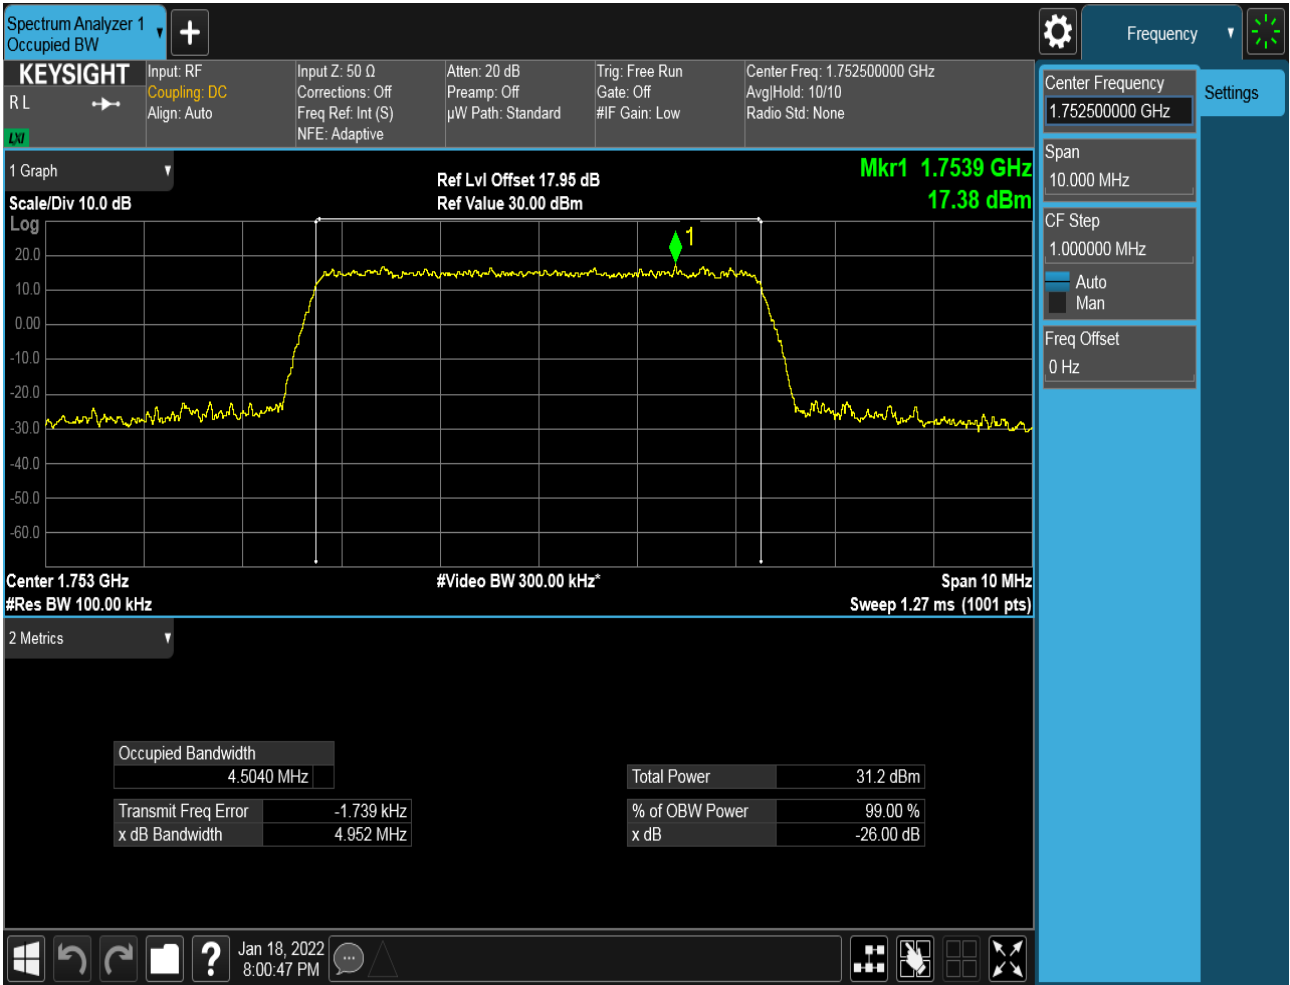 Spectrum Analyzer 1
Occupied BW
Frequency
KEYSIGHT
R L
LXI
Input: RF
Coupling: DC
Align: Auto
Input Z: 50 Ω
Corrections: Off
Freq Ref: Int (S)
NFE: Adaptive
Atten: 20 dB
Preamp: Off
µW Path: Standard
Trig: Free Run
Gate: Off
#IF Gain: Low
Center Freq: 1.752500000 GHz
Avg|Hold: 10/10
Radio Std: None
Center Frequency
1.752500000 GHz
Settings
Span
10.000 MHz
CF Step
1.000000 MHz
Auto
Man
Freq Offset
0 Hz
1 Graph
Scale/Div 10.0 dB
Ref Lvl Offset 17.95 dB
Ref Value 30.00 dBm
Mkr1 1.7539 GHz
17.38 dBm
Log
1
20.0
10.0
0.00
-10.0
-20.0
-30.0
-40.0
-50.0
-60.0
Center 1.753 GHz
#Video BW 300.00 kHz*
Span 10 MHz
#Res BW 100.00 kHz
Sweep 1.27 ms (1001 pts)
2 Metrics
Occupied Bandwidth
4.5040 MHz
Total Power 31.2 dBm
Transmit Freq Error -1.739 kHz
% of OBW Power 99.00 %
x dB Bandwidth 4.952 MHz
x dB -26.00 dB
?
Jan 18, 2022
8:00:47 PM